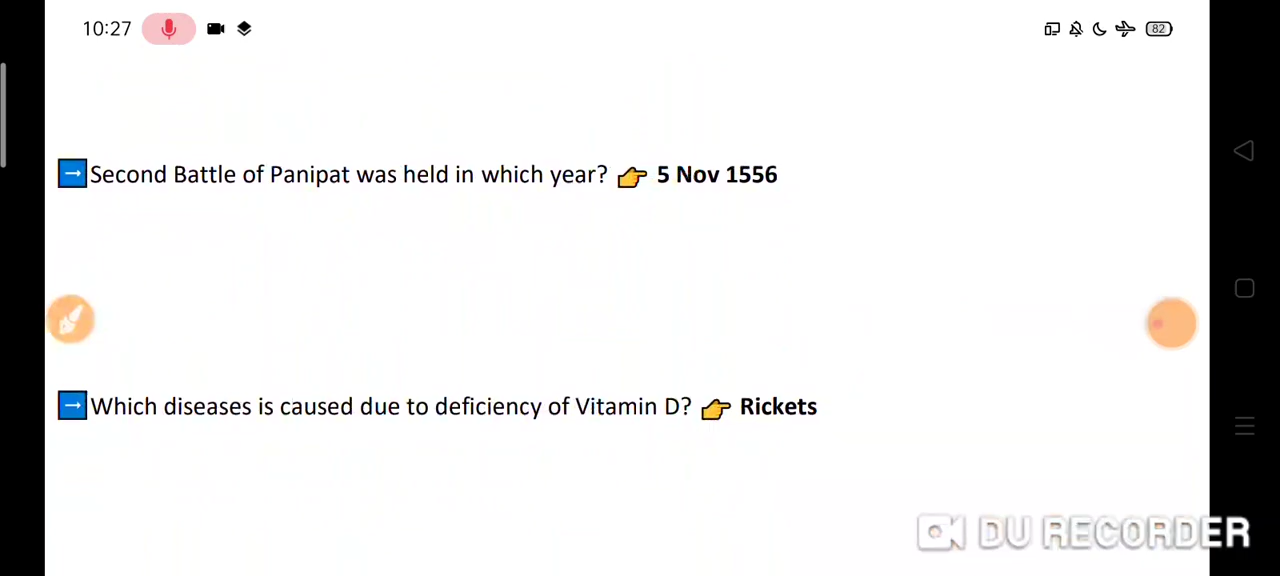 10:27 82
➡Second Battle of Panipat was held in which year? 👉 5 Nov 1556
➡Which diseases is caused due to deficiency of Vitamin D? 👉 Rickets
DU RECORDER